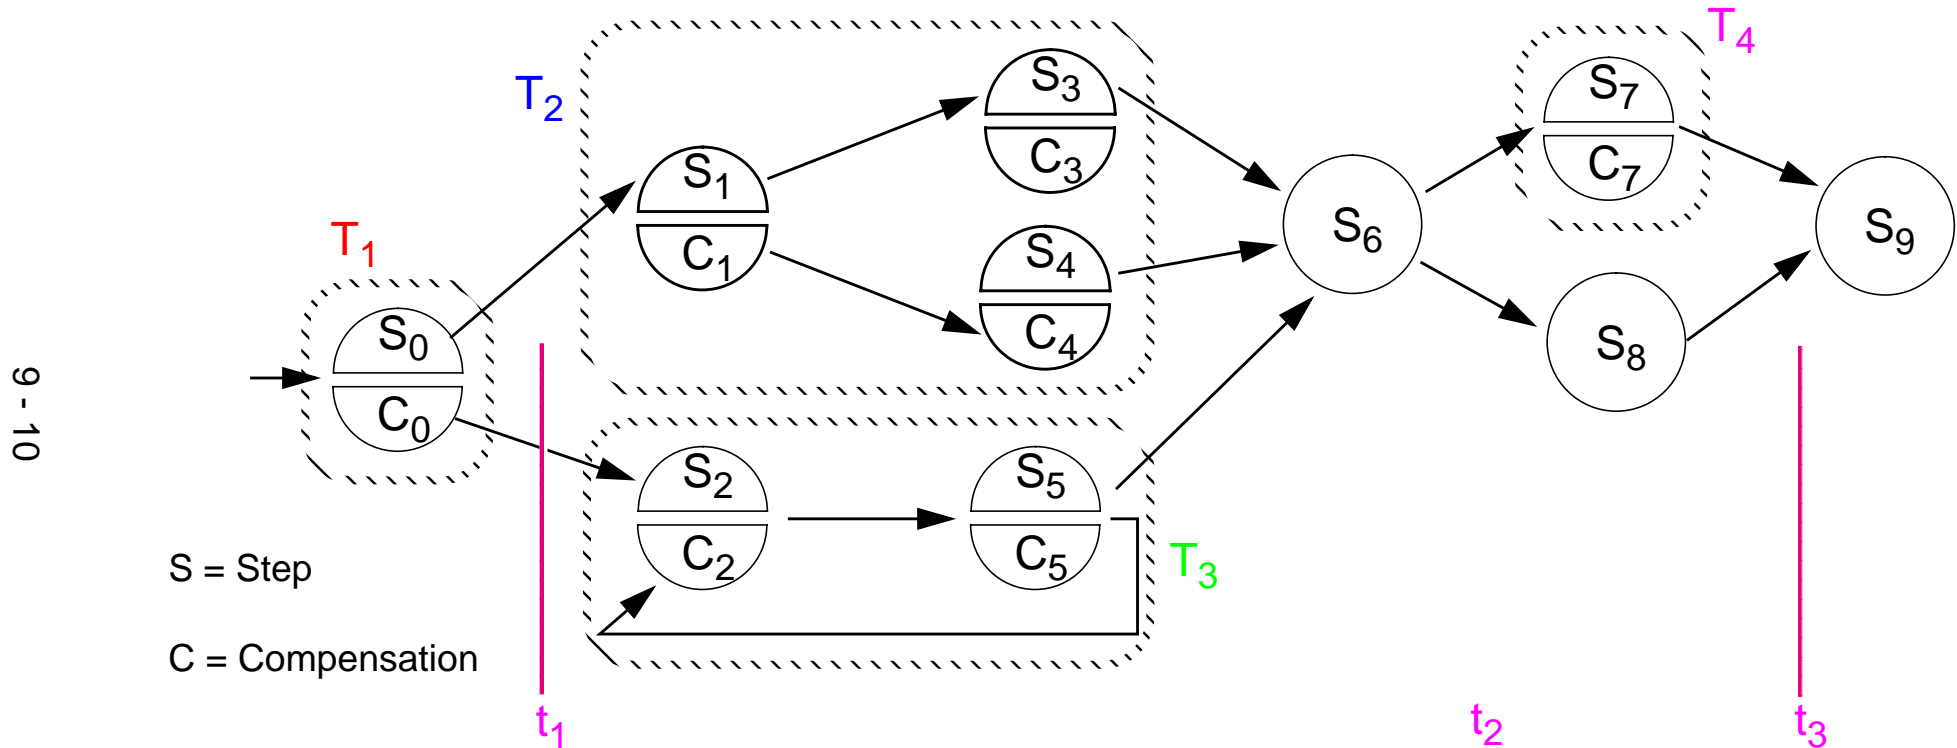 T1
S0
C0
T2
S1
C1
S3
C3
S4
C4
S2
C2
S5
C5
T3
S6
T4
S7
C7
S8
S9
S = Step
C = Compensation
t1
t2
t3
9 - 10